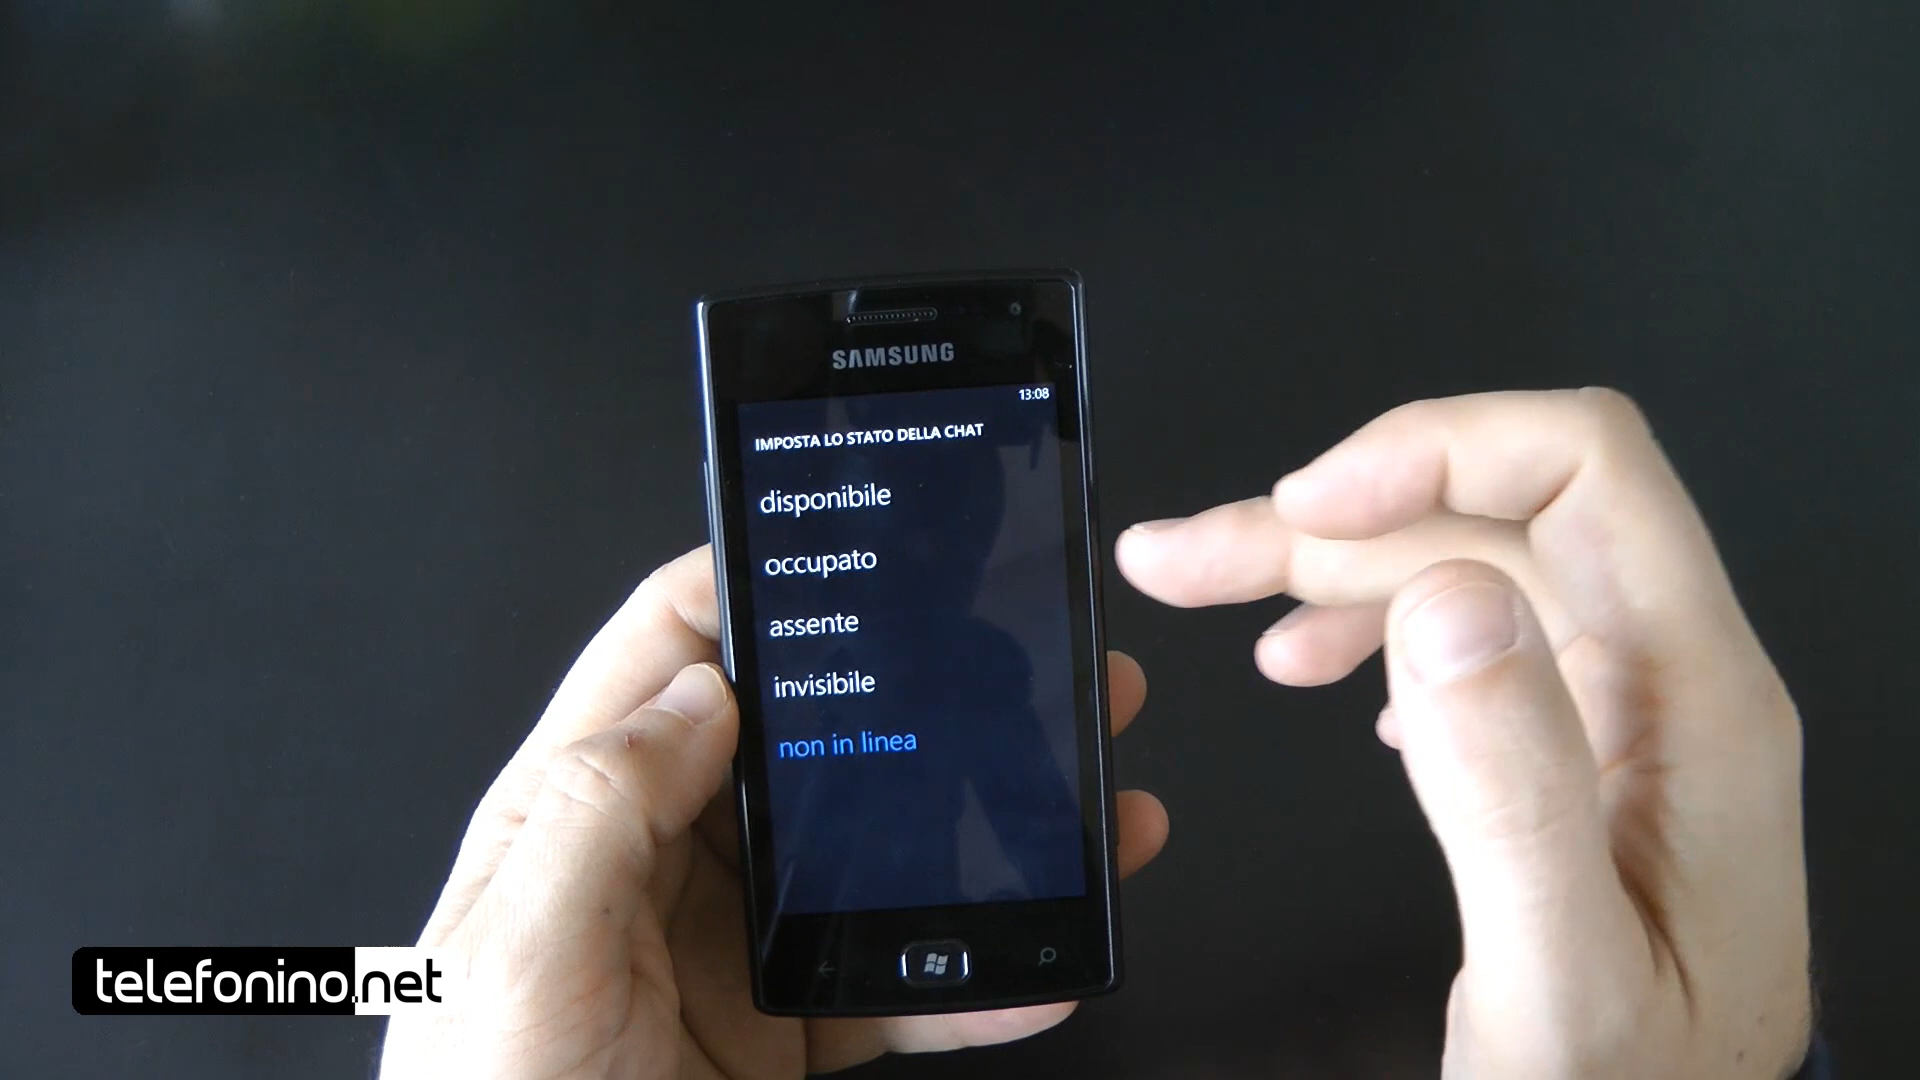 SAMSUNG
13:08
IMPOSTA LO STATO DELLA CHAT
disponibile
occupato
assente
invisibile
non in linea
telefonino.net